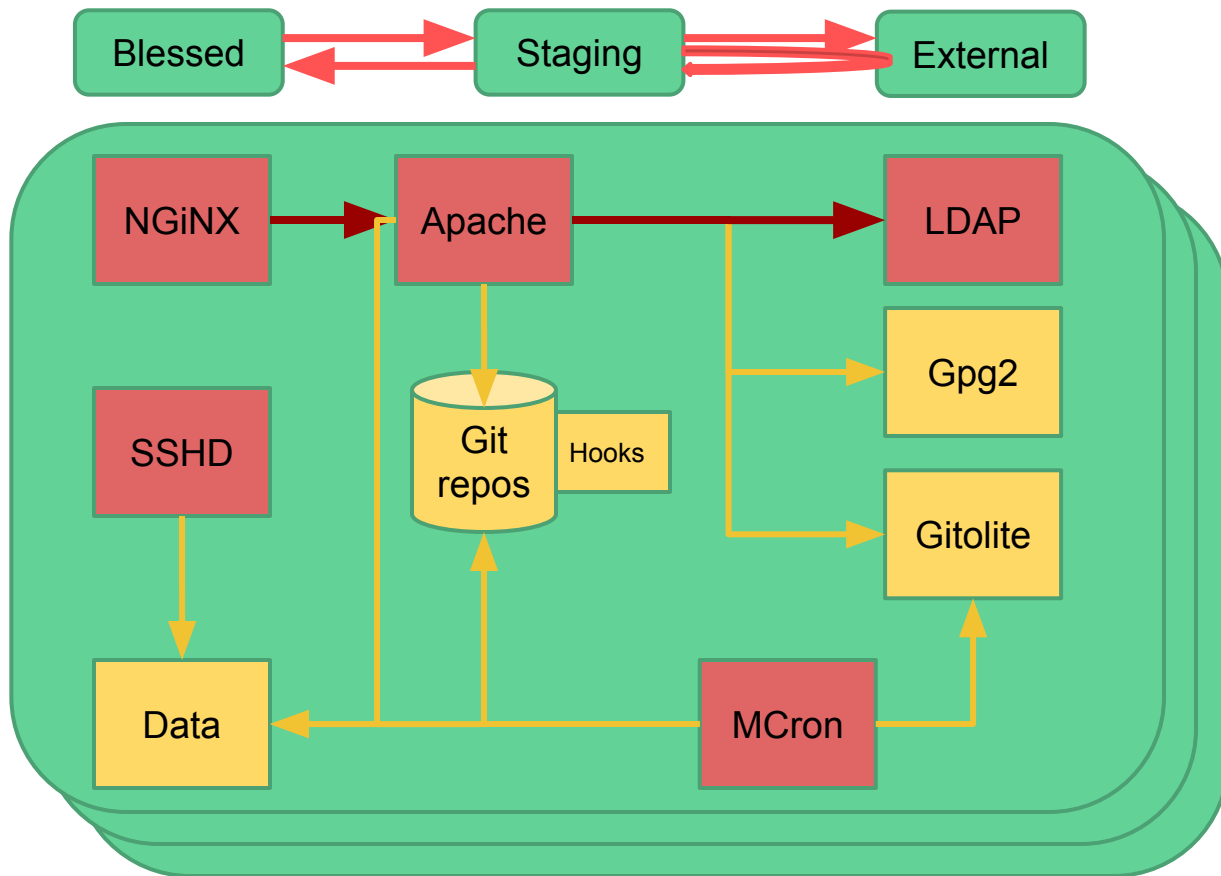 Blessed
Staging
External
NGiNX
Apache
LDAP
Gpg2
SSHD
Git
repos
Hooks
Gitolite
Data
MCron